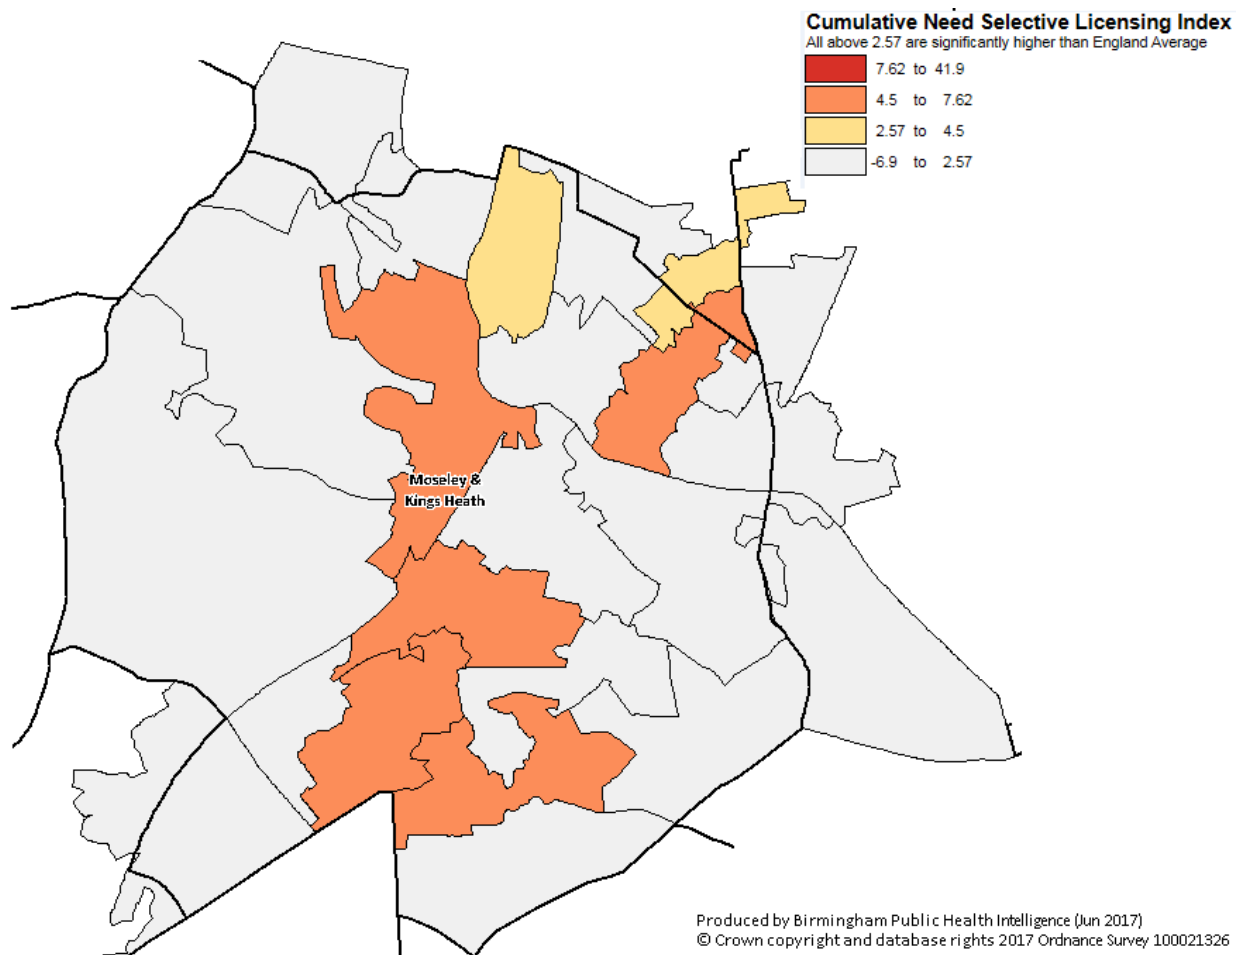 Cumulative Need Selective Licensing Index
All above 2.57 are significantly higher than England Average
7.62 to 41.9
4.5 to 7.62
2.57 to 4.5
-6.9 to 2.57
Moseley &
Kings Heath
Produced by Birmingham Public Health Intelligence (Jun 2017)
© Crown copyright and database rights 2017 Ordnance Survey 100021326